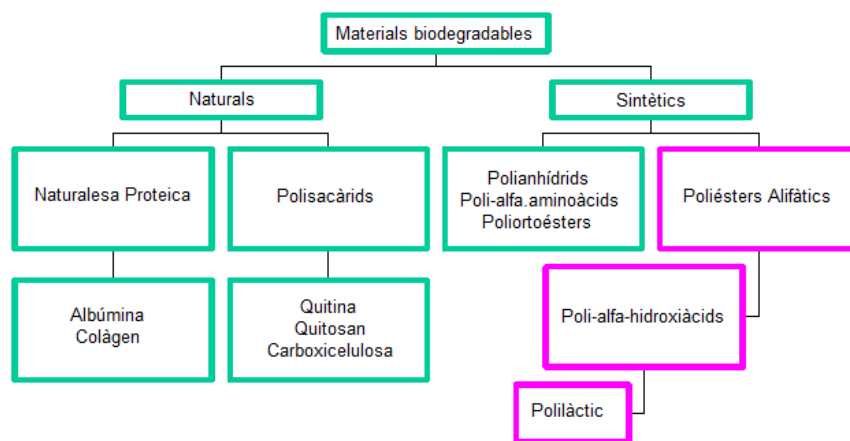 Materials biodegradables
Naturals
Sintètics
Naturalesa Proteica
Polisacàrids
Polianhídrids
Poli-alfa.aminoàcids
Poliortoésters
Poliésters Alifàtics
Albúmina
Colàgen
Quitina
Quitosan
Carboxicelulosa
Poli-alfa-hidroxiàcids
Polilàctic